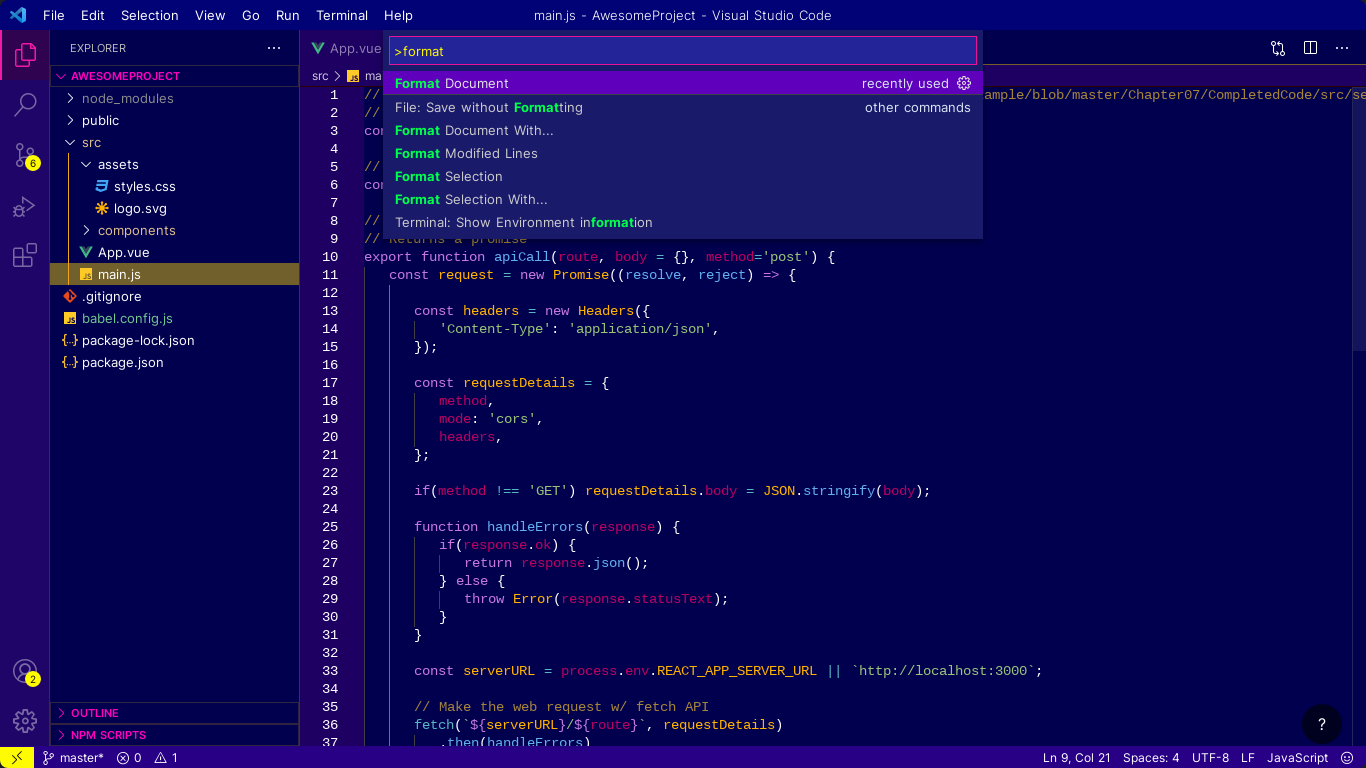 File Edit Selection View Go Run Terminal Help
main.js - AwesomeProject - Visual Studio Code
EXPLORER
AWESOMEPROJECT
node_modules
public
src
assets
styles.css
logo.svg
components
App.vue
main.js
.gitignore
babel.config.js
package-lock.json
package.json
OUTLINE
NPM SCRIPTS
6
2
App.vue
src > JS ma
>format
Format Document recently used
File: Save without Formatting other commands
Format Document With...
Format Modified Lines
Format Selection
Format Selection With...
Terminal: Show Environment information
1 // ample/blob/master/Chapter07/CompletedCode/src/se
2 //
3 con
4
5 //
6 con
7
8 //
9 // Returns a promise
10 export function apiCall(route, body = {}, method='post') {
11 const request = new Promise((resolve, reject) => {
12
13 const headers = new Headers({
14 'Content-Type': 'application/json',
15 });
16
17 const requestDetails = {
18 method,
19 mode: 'cors',
20 headers,
21 };
22
23 if(method !== 'GET') requestDetails.body = JSON.stringify(body);
24
25 function handleErrors(response) {
26 if(response.ok) {
27 return response.json();
28 } else {
29 throw Error(response.statusText);
30 }
31 }
32
33 const serverURL = process.env.REACT_APP_SERVER_URL || `http://localhost:3000`;
34
35 // Make the web request w/ fetch API
36 fetch(`${serverURL}/${route}`, requestDetails)
37 .then(handleErrors)
?
master* 0 1 Ln 9, Col 21 Spaces: 4 UTF-8 LF JavaScript